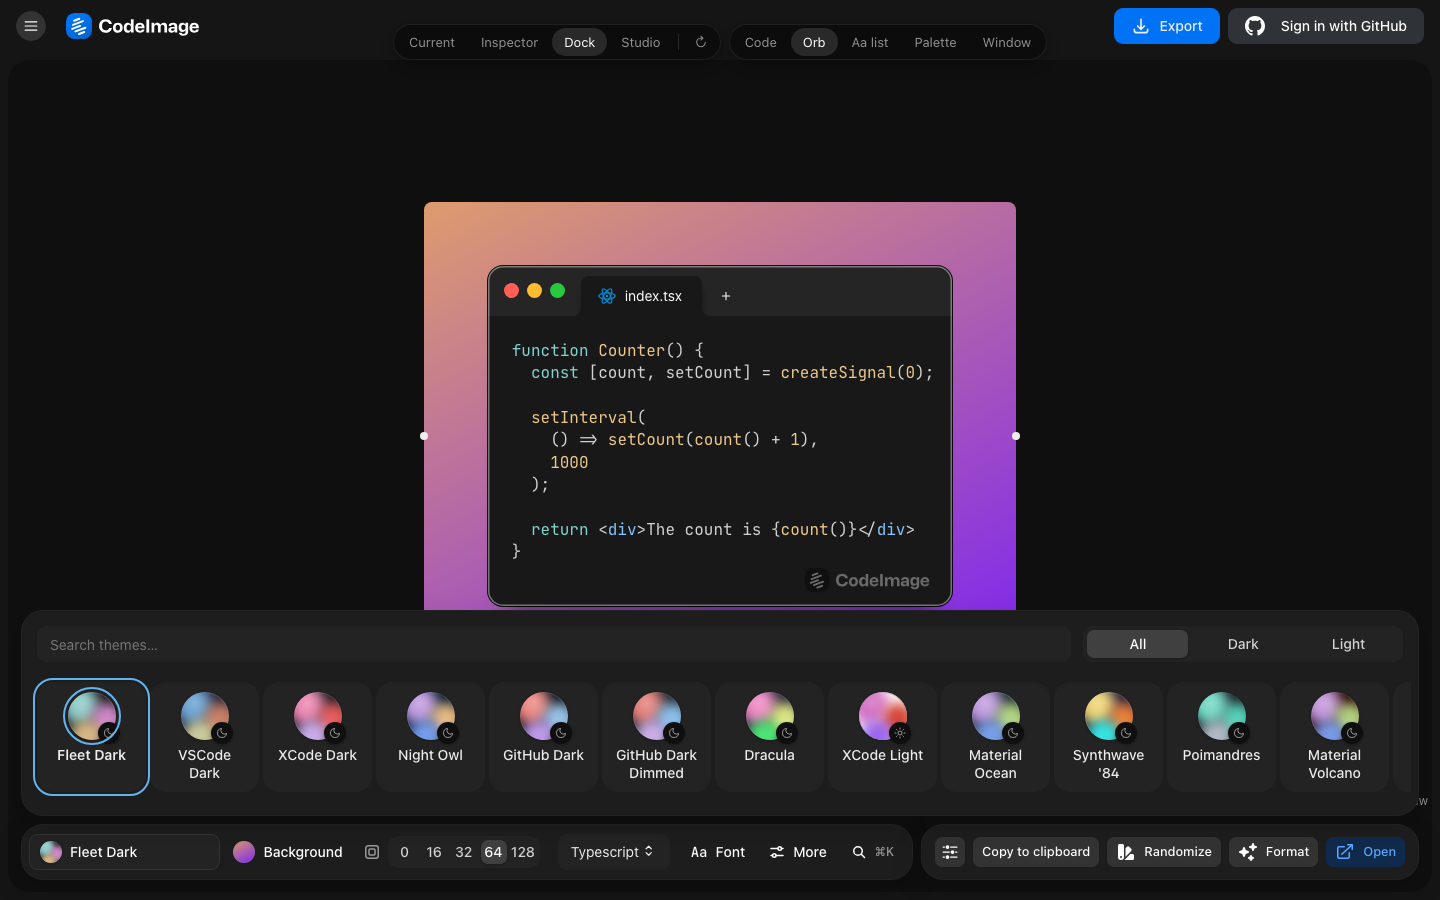 CodeImage
Current Inspector Dock Studio
Code Orb Aa list Palette Window
Export Sign in with GitHub
index.tsx +
function Counter() {
  const [count, setCount] = createSignal(0);
  setInterval(
    () => setCount(count() + 1),
    1000
  );
  return <div>The count is {count()}</div>
}
CodeImage
Search themes...
All Dark Light
Fleet Dark
VSCode
Dark
XCode Dark
Night Owl
GitHub Dark
GitHub Dark
Dimmed
Dracula
XCode Light
Material
Ocean
Synthwave
'84
Poimandres
Material
Volcano
Fleet Dark
Background
0 16 32 64 128
Typescript
Aa Font
More
⌘K
Copy to clipboard
Randomize
Format
Open